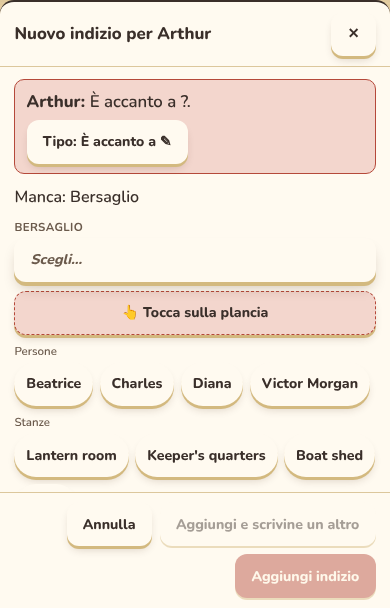 Nuovo indizio per Arthur ✕
Arthur: È accanto a ?.
Tipo: È accanto a ✎
Manca: Bersaglio
BERSAGLIO
Scegli...
👆 Tocca sulla plancia
Persone
Beatrice Charles Diana Victor Morgan
Stanze
Lantern room Keeper's quarters Boat shed
Annulla Aggiungi e scrivine un altro
Aggiungi indizio